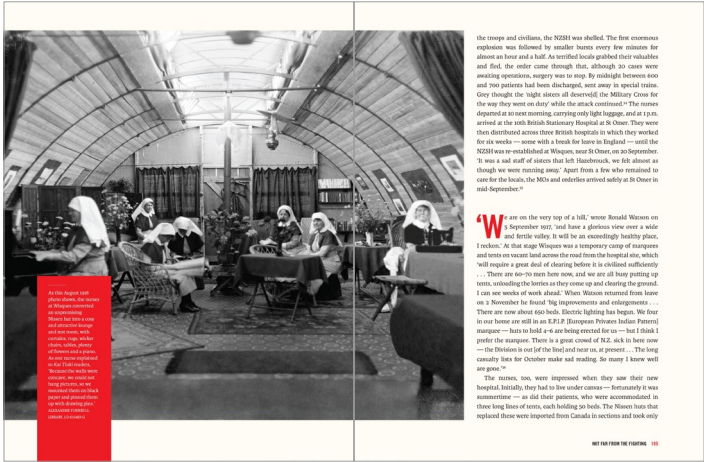 As this August 1918
photo shows, the nurses
at Wisques converted
an unpromising
Nissen hut into a cosy
and attractive lounge
and rest room, with
curtains, rugs, wicker
chairs, tables, plenty
of flowers and a piano.
As one nurse explained
to Kai Tiaki readers,
'Because the walls were
concave, we could not
hang pictures, so we
mounted them on black
paper and pinned them
up with drawing pins.'
ALEXANDER TURNBULL
LIBRARY,
the troops and civilians, the NZSH was shelled. The first enormous
explosion was followed by smaller bursts every few minutes for
almost an hour and a half. As terrified locals grabbed their valuables
and fled, the order came through that, although 20 cases were
awaiting operations, surgery was to stop. By midnight between 600
and 700 patients had been discharged, sent away in special trains.
Grey thought the 'night sisters all deserve[d] the Military Cross for
the way they went on duty' while the attack continued. The nurses
departed at 10 next morning, carrying only light luggage, and at 1 p.m.
arrived at the 10th British Stationary Hospital at St Omer. They were
then distributed across three British hospitals in which they worked
for six weeks — some with a break for leave in England — until the
NZSH was re-established at Wisques, near St Omer, on 20 September.
'It was a sad staff of sisters that left Hazebrouck, we felt almost as
though we were running away.' Apart from a few who remained to
care for the locals, the MOs and orderlies arrived safely at St Omer in
mid-September.
'We are on the very top of a hill,' wrote Ronald Watson on
5 September 1917, 'and have a glorious view over a wide
and fertile valley. It will be an exceedingly healthy place,
I reckon.' At that stage Wisques was a temporary camp of marquees
and tents on vacant land across the road from the hospital site, which
'will require a great deal of clearing before it is civilized sufficiently
. . . There are 60–70 men here now, and we are all busy putting up
tents, unloading the lorries as they come up and clearing the ground.
I can see weeks of work ahead.' When Watson returned from leave
on 2 November he found 'big improvements and enlargements . . .
There are now about 650 beds. Electric lighting has begun. We four
in our home are still in an E.P.I.P. [European Privates Indian Pattern]
marquee — huts to hold 4–6 are being erected for us — but I think I
prefer the marquee. There is a great crowd of N.Z. sick in here now
— the Division is out [of the line] and near us, at present . . . The long
casualty lists for October make sad reading. So many I knew well
are gone.'
The nurses, too, were impressed when they saw their new
hospital. Initially, they had to live under canvas — fortunately it was
summertime — as did their patients, who were accommodated in
three long lines of tents, each holding 50 beds. The Nissen huts that
replaced these were imported from Canada in sections and took only
NOT FAR FROM THE FIGHTING